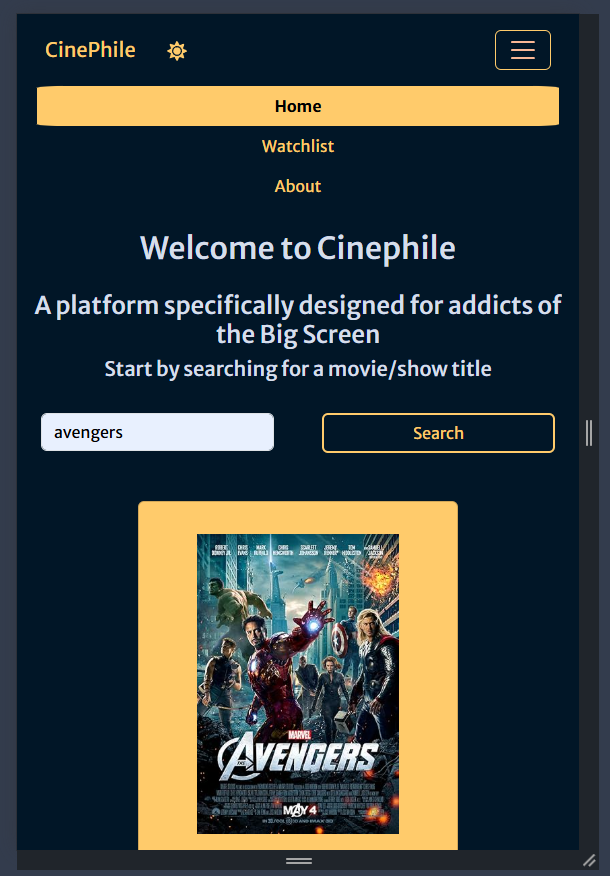 CinePhile
Home
Watchlist
About
Welcome to Cinephile
A platform specifically designed for addicts of
the Big Screen
Start by searching for a movie/show title
avengers
Search
ROBERT DOWNEY JR. CHRIS EVANS MARK RUFFALO CHRIS HEMSWORTH SCARLETT JOHANSSON JEREMY RENNER TOM HIDDLESTON AND SAMUEL L. JACKSON
MARVEL
THE AVENGERS
MAY 4